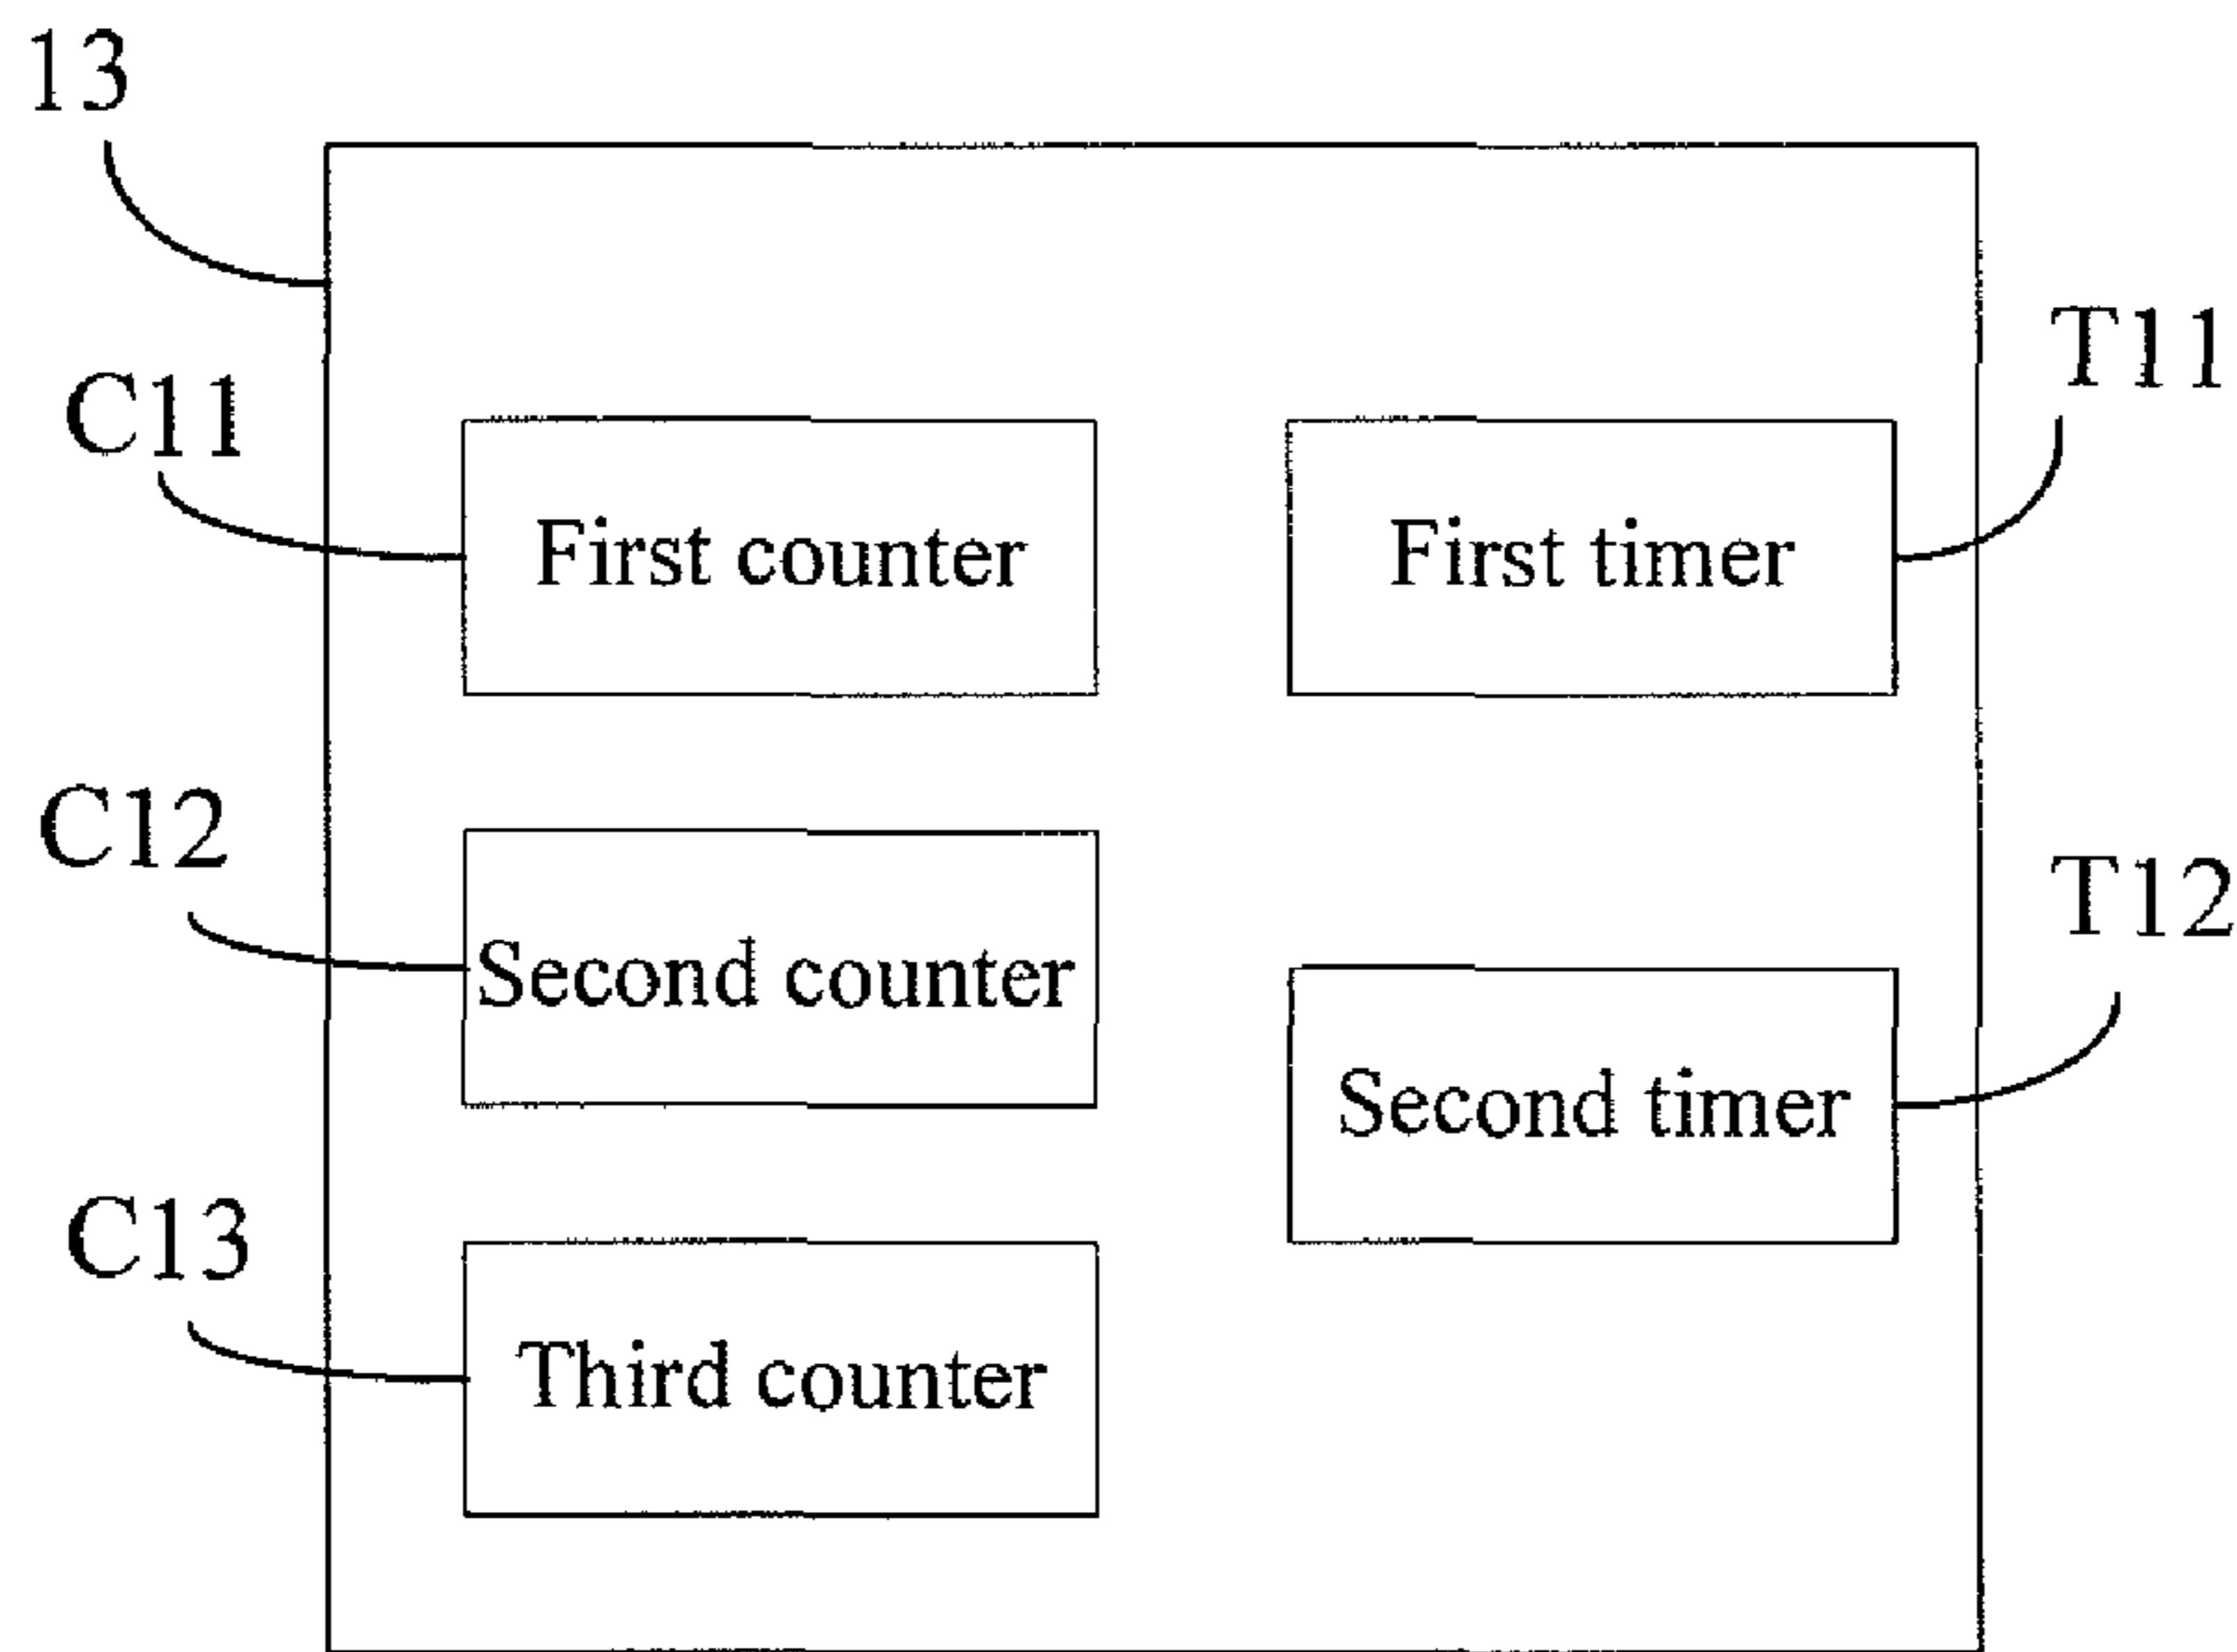 13
T11
C11
First counter
First timer
C12
T12
Second counter
Second timer
C13
Third counter